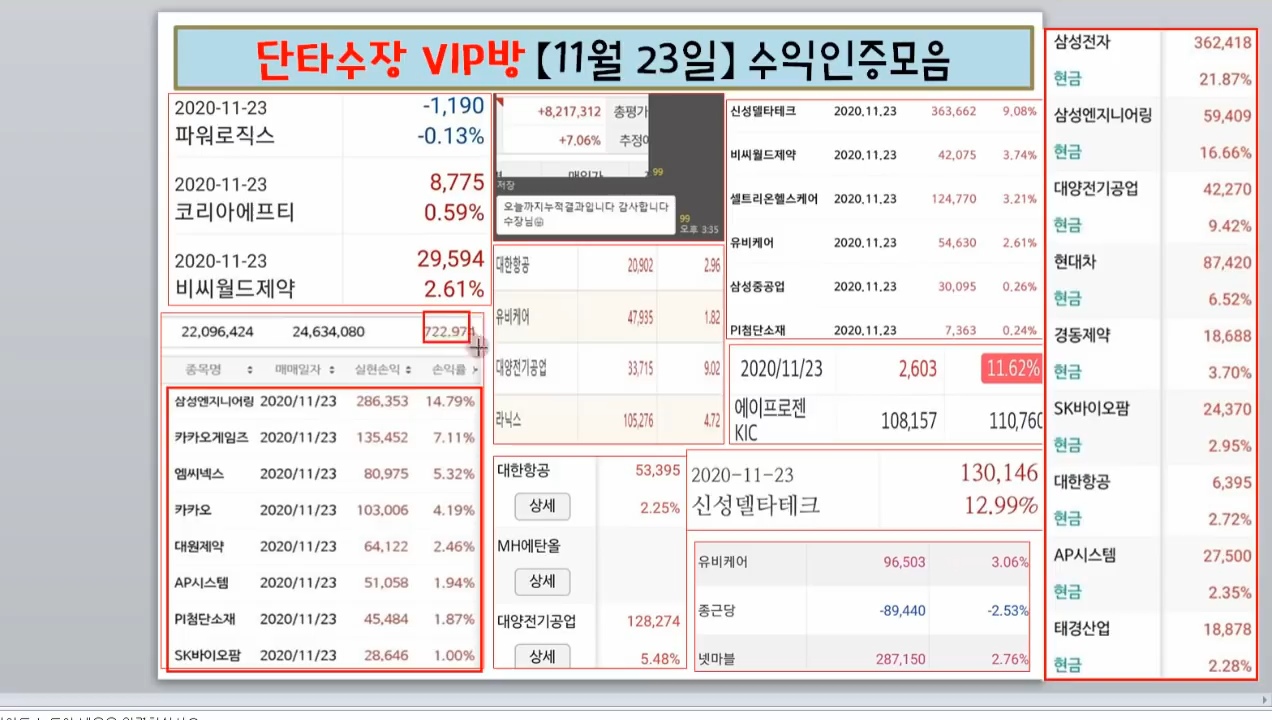 단타수장 VIP방 【11월 23일】 수익인증모음
2020-11-23 -1,190
파워로직스 -0.13%
2020-11-23 8,775
코리아에프티 0.59%
2020-11-23 29,594
비씨월드제약 2.61%
22,096,424 24,634,080 722,974
종목명 매매일자 실현손익 손익률
삼성엔지니어링 2020/11/23 286,353 14.79%
카카오게임즈 2020/11/23 135,452 7.11%
엠씨넥스 2020/11/23 80,975 5.32%
카카오 2020/11/23 103,006 4.19%
대원제약 2020/11/23 64,122 2.46%
AP시스템 2020/11/23 51,058 1.94%
PI첨단소재 2020/11/23 45,484 1.87%
SK바이오팜 2020/11/23 28,646 1.00%
+8,217,312 총평가
+7.06% 추정
매입가
99
저장
오늘까지누적결과입니다 감사합니다
수장님
99
오후 3:35
대한항공 20,902 2.96
유비케어 47,935 1.82
대양전기공업 33,715 9.02
라닉스 105,276 4.72
대한항공 53,395
상세 2.25%
MH에탄올
상세
대양전기공업 128,274
상세 5.48%
신성델타테크 2020.11.23 363,662 9.08%
비씨월드제약 2020.11.23 42,075 3.74%
셀트리온헬스케어 2020.11.23 124,770 3.21%
유비케어 2020.11.23 54,630 2.61%
삼성중공업 2020.11.23 30,095 0.26%
PI첨단소재 2020.11.23 7,363 0.24%
2020/11/23 2,603 11.62%
에이프로젠 108,157 110,760
KIC
2020-11-23 130,146
신성델타테크 12.99%
유비케어 96,503 3.06%
종근당 -89,440 -2.53%
넷마블 287,150 2.76%
삼성전자 362,418
현금 21.87%
삼성엔지니어링 59,409
현금 16.66%
대양전기공업 42,270
현금 9.42%
현대차 87,420
현금 6.52%
경동제약 18,688
현금 3.70%
SK바이오팜 24,370
현금 2.95%
대한항공 6,395
현금 2.72%
AP시스템 27,500
현금 2.35%
태경산업 18,878
현금 2.28%